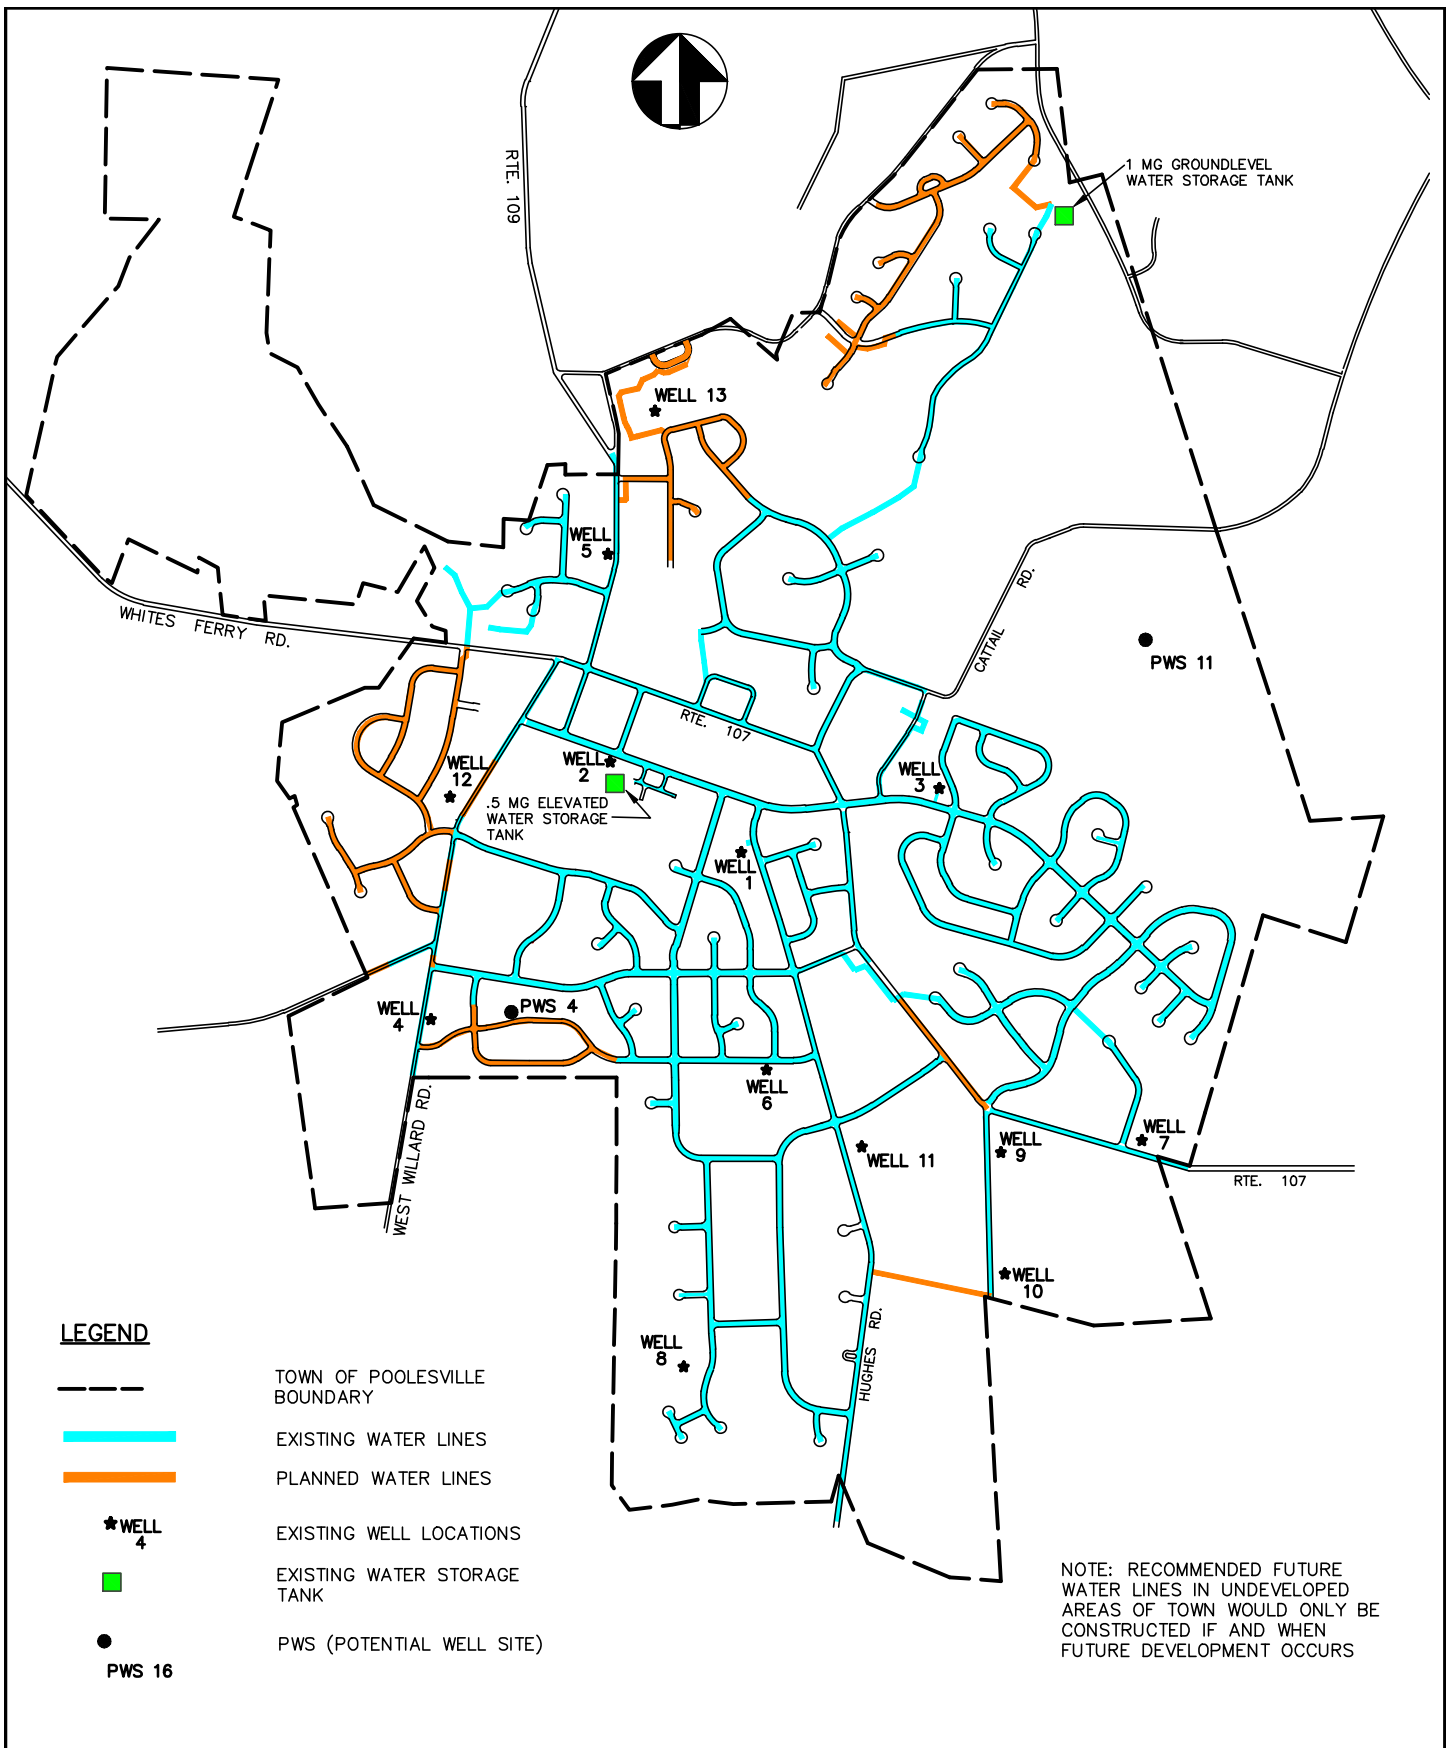 RTE. 109
1 MG GROUNDLEVEL
WATER STORAGE TANK
WELL 13
WELL
5
WHITES FERRY RD.
CATTAIL RD.
PWS 11
RTE. 107
WELL
2
WELL
12
WELL
3
.5 MG ELEVATED
WATER STORAGE
TANK
WELL
1
PWS 4
WELL
4
WELL
6
WEST WILLARD RD.
WELL 11
WELL
9
WELL
7
RTE. 107
WELL
10
HUGHES RD.
WELL
8
LEGEND
TOWN OF POOLESVILLE
BOUNDARY
EXISTING WATER LINES
PLANNED WATER LINES
WELL
4
EXISTING WELL LOCATIONS
EXISTING WATER STORAGE
TANK
PWS (POTENTIAL WELL SITE)
PWS 16
NOTE: RECOMMENDED FUTURE
WATER LINES IN UNDEVELOPED
AREAS OF TOWN WOULD ONLY BE
CONSTRUCTED IF AND WHEN
FUTURE DEVELOPMENT OCCURS